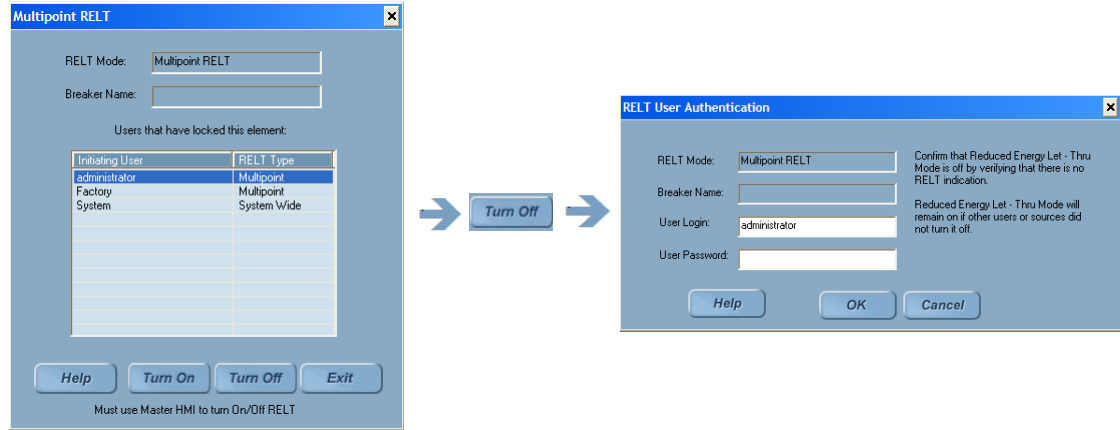 Multipoint RELT
RELT Mode: Multipoint RELT
Breaker Name:
Users that have locked this element:
Initiating User RELT Type
administrator Multipoint
Factory Multipoint
System System Wide
Help Turn On Turn Off Exit
Must use Master HMI to turn On/Off RELT
Turn Off
RELT User Authentication
RELT Mode: Multipoint RELT
Breaker Name:
User Login: administrator
User Password:
Confirm that Reduced Energy Let - Thru
Mode is off by verifying that there is no
RELT indication.
Reduced Energy Let - Thru Mode will
remain on if other users or sources did
not turn it off.
Help OK Cancel